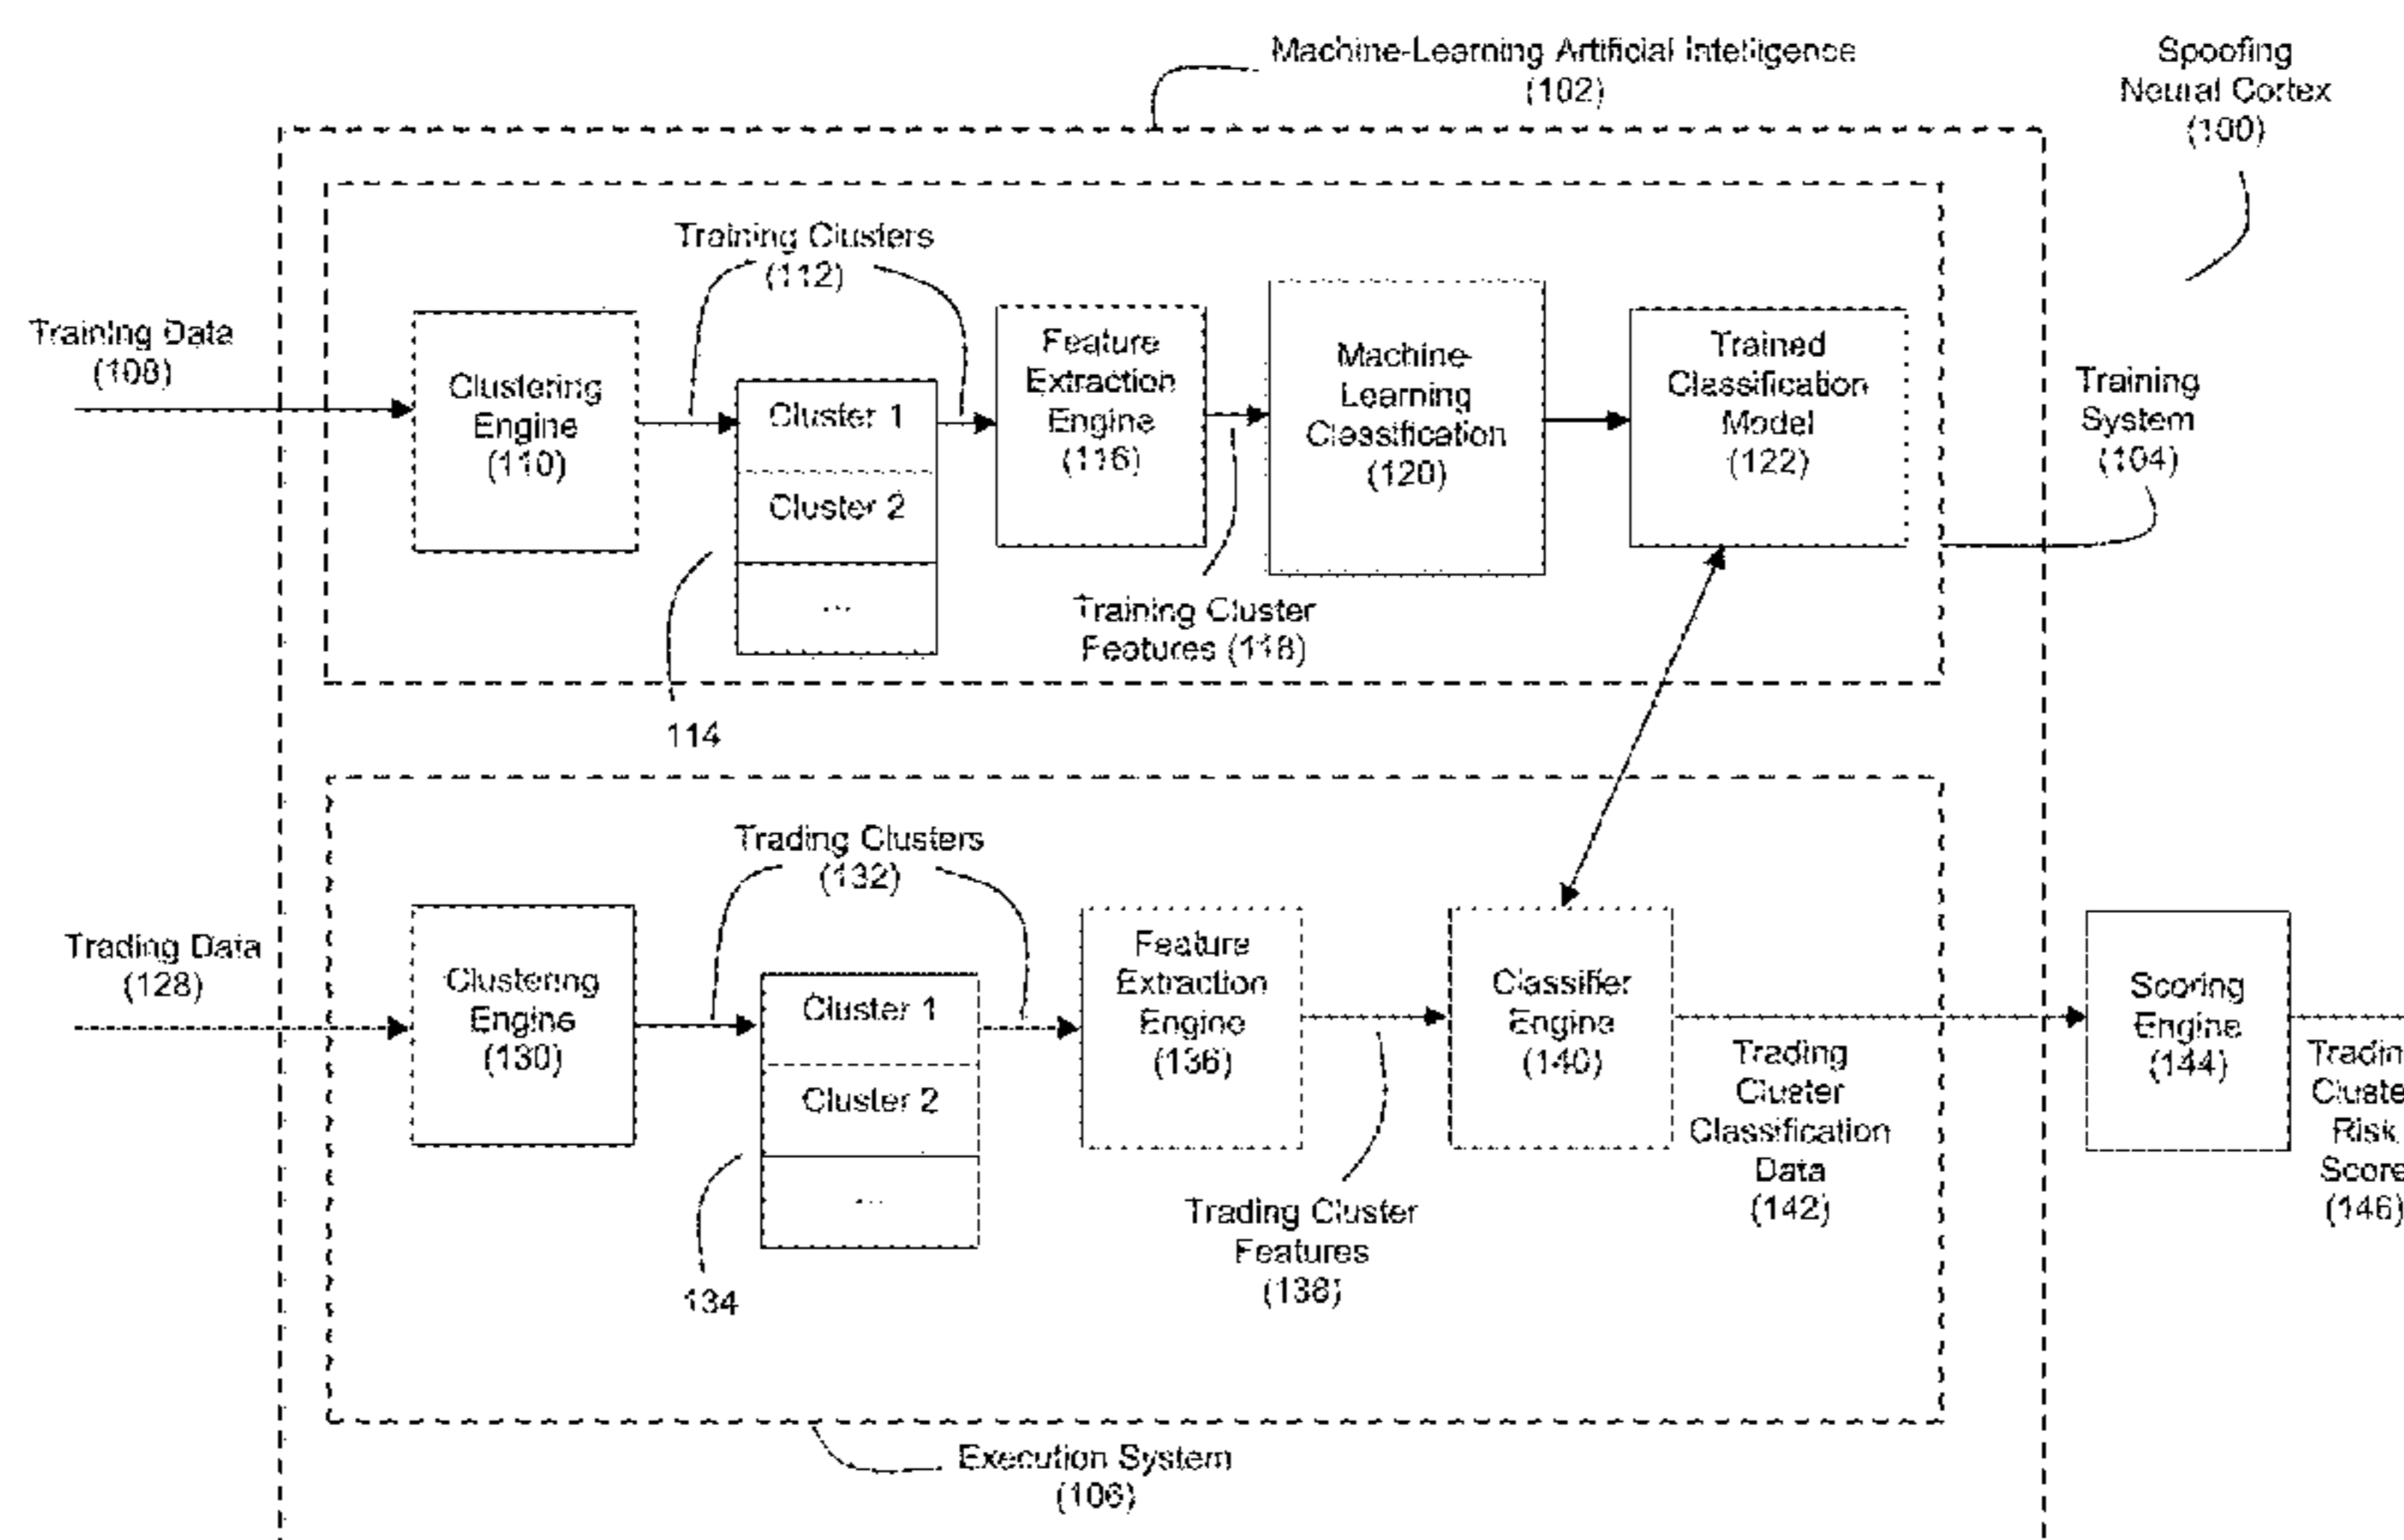 Machine-Learning Artificial Intelligence
(102)
Spoofing
Neural Cortex
(100)
Training Clusters
(112)
Training Data
(108)
Clustering
Engine
(110)
Cluster 1
Cluster 2
...
Feature
Extraction
Engine
(116)
Machine-
Learning
Classification
(120)
Trained
Classification
Model
(122)
Training
System
(104)
Training Cluster
Features (118)
114
Trading Clusters
(132)
Trading Data
(128)
Clustering
Engine
(130)
Cluster 1
Cluster 2
...
Feature
Extraction
Engine
(136)
Classifier
Engine
(140)
Trading
Cluster
Classification
Data
(142)
Scoring
Engine
(144)
Tradin
Cluste
Risk
Score
(146)
Trading Cluster
Features
(138)
134
Execution System
(106)